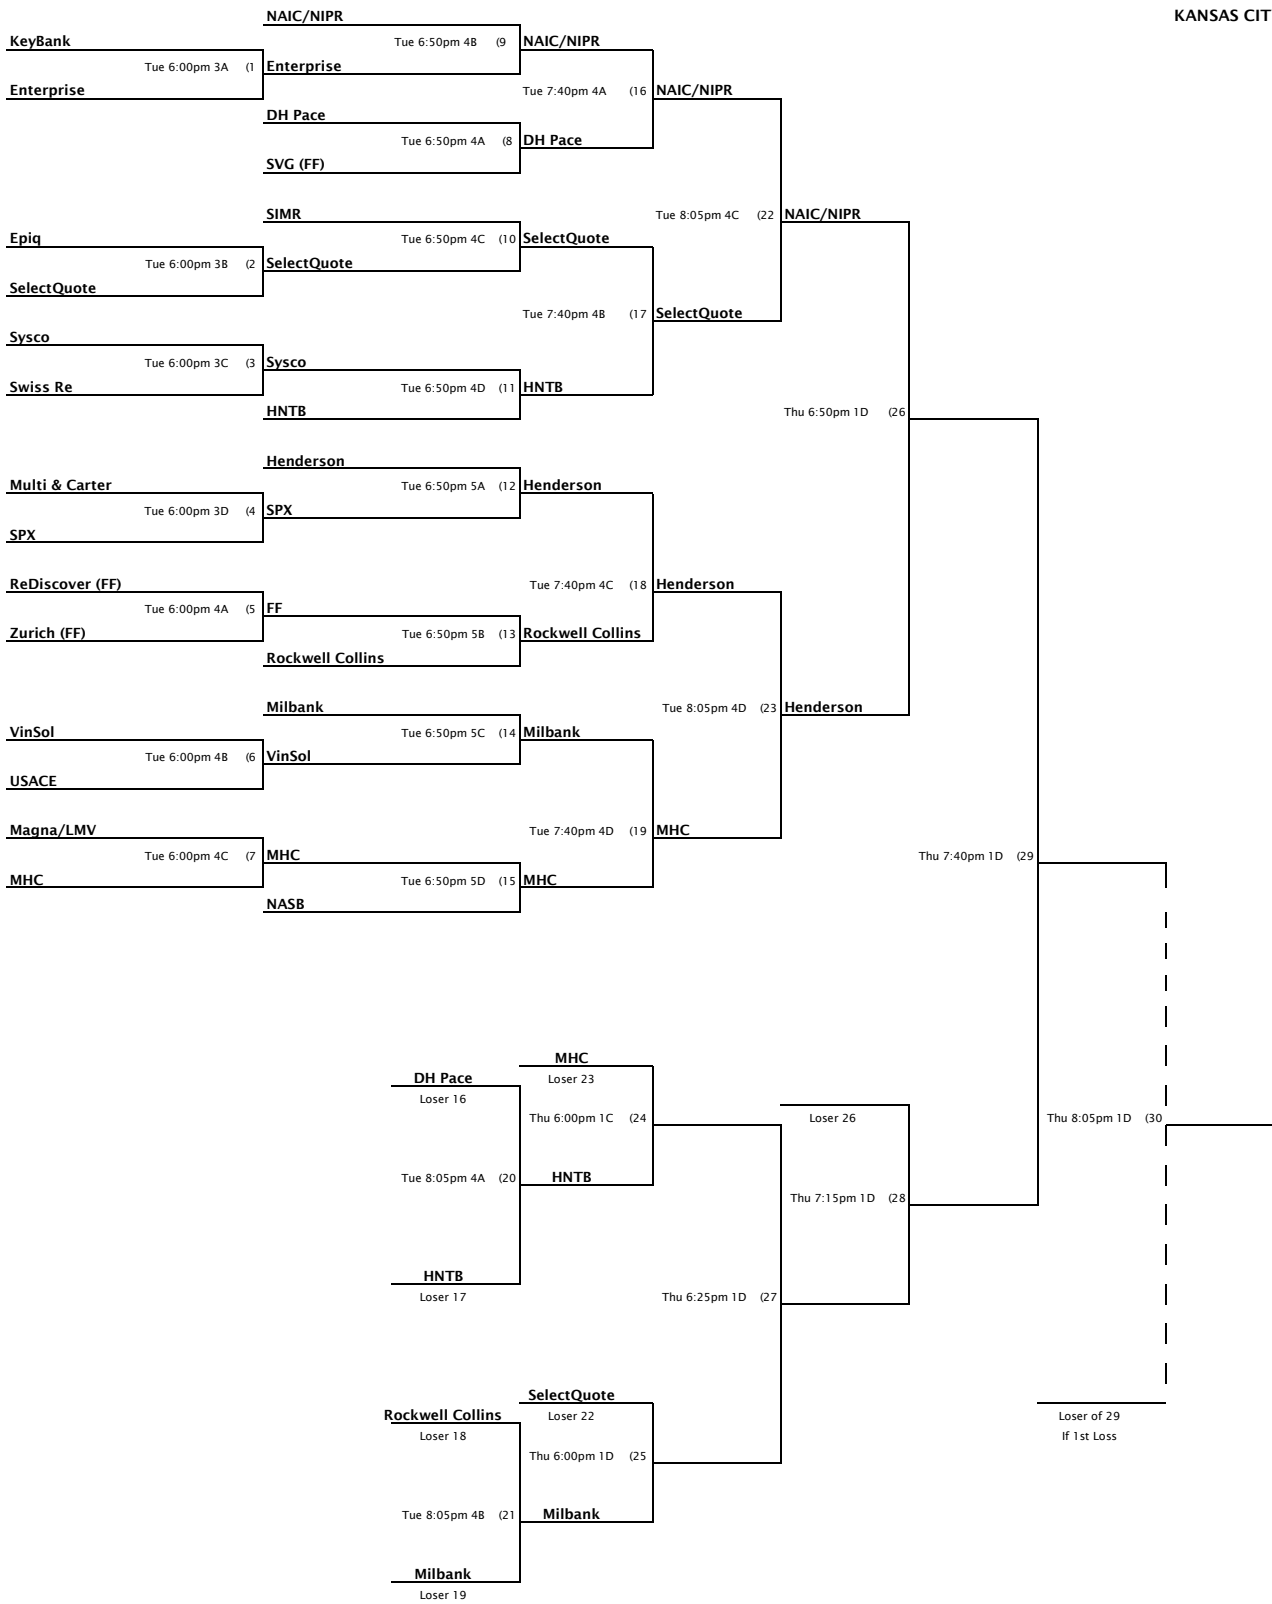 NAIC/NIPR
KANSAS CIT
KeyBank
Tue 6:50pm 4B (9
NAIC/NIPR
Tue 6:00pm 3A (1
Enterprise
Enterprise
Tue 7:40pm 4A (16
NAIC/NIPR
DH Pace
Tue 6:50pm 4A (8
DH Pace
SVG (FF)
SIMR
Tue 8:05pm 4C (22
NAIC/NIPR
Epiq
Tue 6:50pm 4C (10
SelectQuote
Tue 6:00pm 3B (2
SelectQuote
SelectQuote
Tue 7:40pm 4B (17
SelectQuote
Sysco
Tue 6:00pm 3C (3
Sysco
Swiss Re
Tue 6:50pm 4D (11
HNTB
HNTB
Thu 6:50pm 1D (26
Henderson
Multi & Carter
Tue 6:50pm 5A (12
Henderson
Tue 6:00pm 3D (4
SPX
SPX
ReDiscover (FF)
Tue 7:40pm 4C (18
Henderson
Tue 6:00pm 4A (5
FF
Zurich (FF)
Tue 6:50pm 5B (13
Rockwell Collins
Rockwell Collins
Milbank
Tue 8:05pm 4D (23
Henderson
VinSol
Tue 6:50pm 5C (14
Milbank
Tue 6:00pm 4B (6
VinSol
USACE
Magna/LMV
Tue 7:40pm 4D (19
MHC
Tue 6:00pm 4C (7
MHC
Thu 7:40pm 1D (29
MHC
Tue 6:50pm 5D (15
MHC
NASB
MHC
DH Pace
Loser 23
Loser 16
Thu 6:00pm 1C (24
Loser 26
Thu 8:05pm 1D (30
Tue 8:05pm 4A (20
HNTB
Thu 7:15pm 1D (28
HNTB
Loser 17
Thu 6:25pm 1D (27
SelectQuote
Rockwell Collins
Loser 22
Loser of 29
Loser 18
If 1st Loss
Thu 6:00pm 1D (25
Tue 8:05pm 4B (21
Milbank
Milbank
Loser 19